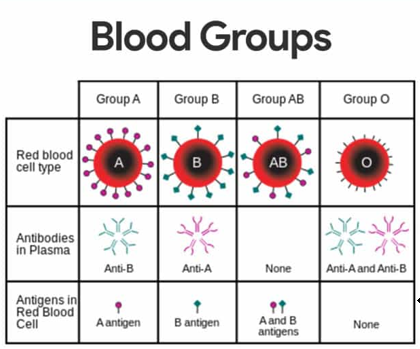 Blood Groups
Group A
Group B
Group AB
Group O
Red blood
cell type
A
B
AB
O
Antibodies
in Plasma
Anti-B
Anti-A
None
Anti-A and Anti-B
Antigens in
Red Blood
Cell
A antigen
B antigen
A and B
antigens
None